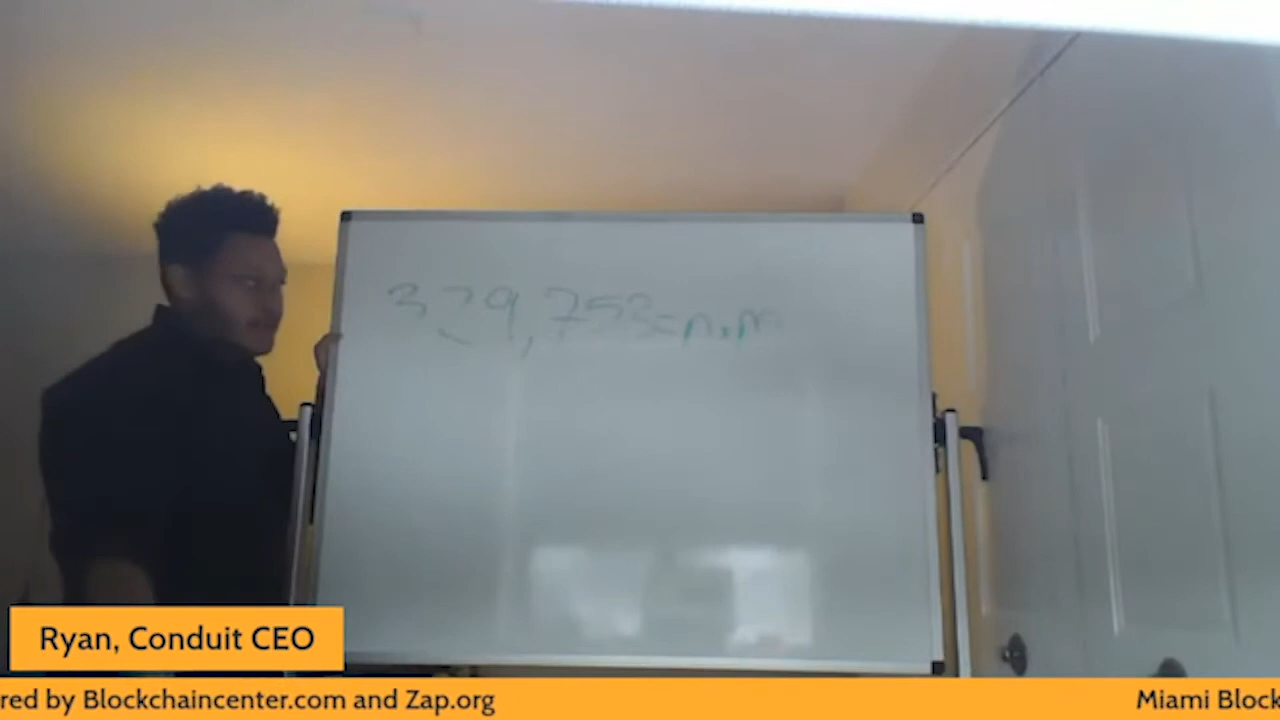 329,753=n.m
Ryan, Conduit CEO
red by Blockchaincenter.com and Zap.org
Miami Block